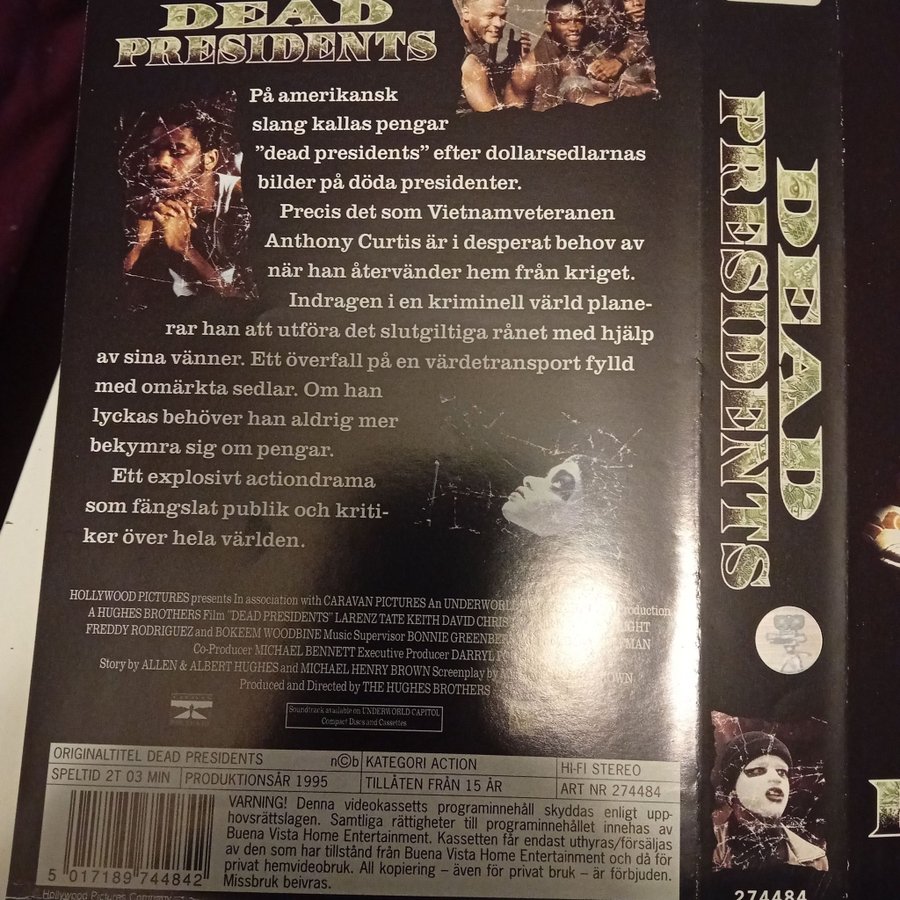 DEAD
PRESIDENTS
På amerikansk
slang kallas pengar
”dead presidents” efter dollarsedlarnas
bilder på döda presidenter.
Precis det som Vietnamveteranen
Anthony Curtis är i desperat behov av
när han återvänder hem från kriget.
Indragen i en kriminell värld plane-
rar han att utföra det slutgiltiga rånet med hjälp
av sina vänner. Ett överfall på en värdetransport fylld
med omärkta sedlar. Om han
lyckas behöver han aldrig mer
bekymra sig om pengar.
Ett explosivt actiondrama
som fängslat publik och kriti-
ker över hela världen.
HOLLYWOOD PICTURES presents In association with CARAVAN PICTURES An UNDERWORLD
A HUGHES BROTHERS Film "DEAD PRESIDENTS" LARENZ TATE KEITH DAVID CHRIS
FREDDY RODRIGUEZ and BOKEEM WOODBINE Music Supervisor BONNIE
Co-Producer MICHAEL BENNETT Executive Producer DARRYL
Story by ALLEN & ALBERT HUGHES and MICHAEL HENRY BROWN Screenplay by
Produced and Directed by THE HUGHES BROTHERS
Soundtrack available on UNDERWORLD CAPITOL
Compact Discs and Cassettes
ORIGINALTITEL DEAD PRESIDENTS ncb KATEGORI ACTION HI-FI STEREO
SPELTID 2T 03 MIN PRODUKTIONSÅR 1995 TILLÅTEN FRÅN 15 ÅR ART NR 274484
VARNING! Denna videokassetts programinnehåll skyddas enligt upp-
hovsrättslagen. Samtliga rättigheter till programinnehållet innehas av
Buena Vista Home Entertainment. Kassetten får endast uthyras/försäljas
av den som har tillstånd från Buena Vista Home Entertainment och då för
privat hemvideobruk. All kopiering – även för privat bruk – är förbjuden.
Missbruk beivras.
5 017189 744842
Hollywood Pictures Company
DEAD
PRESIDENTS
274484